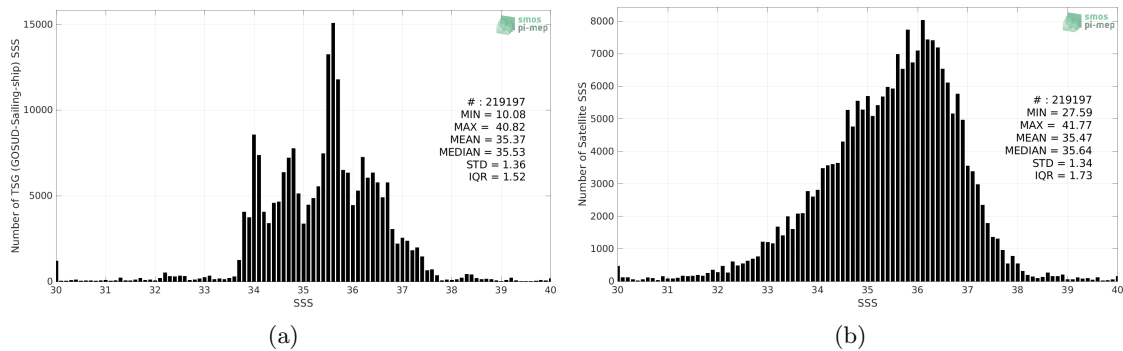 Number of TSG (GOSUD-Sailing-ship) SSS
15000
10000
5000
0
30 31 32 33 34 35 36 37 38 39 40
SSS
smos
pi-mep
# : 219197
MIN = 10.08
MAX = 40.82
MEAN = 35.37
MEDIAN = 35.53
STD = 1.36
IQR = 1.52
(a)
Number of Satellite SSS
8000
7000
6000
5000
4000
3000
2000
1000
0
30 31 32 33 34 35 36 37 38 39 40
SSS
smos
pi-mep
# : 219197
MIN = 27.59
MAX = 41.77
MEAN = 35.47
MEDIAN = 35.64
STD = 1.34
IQR = 1.73
(b)